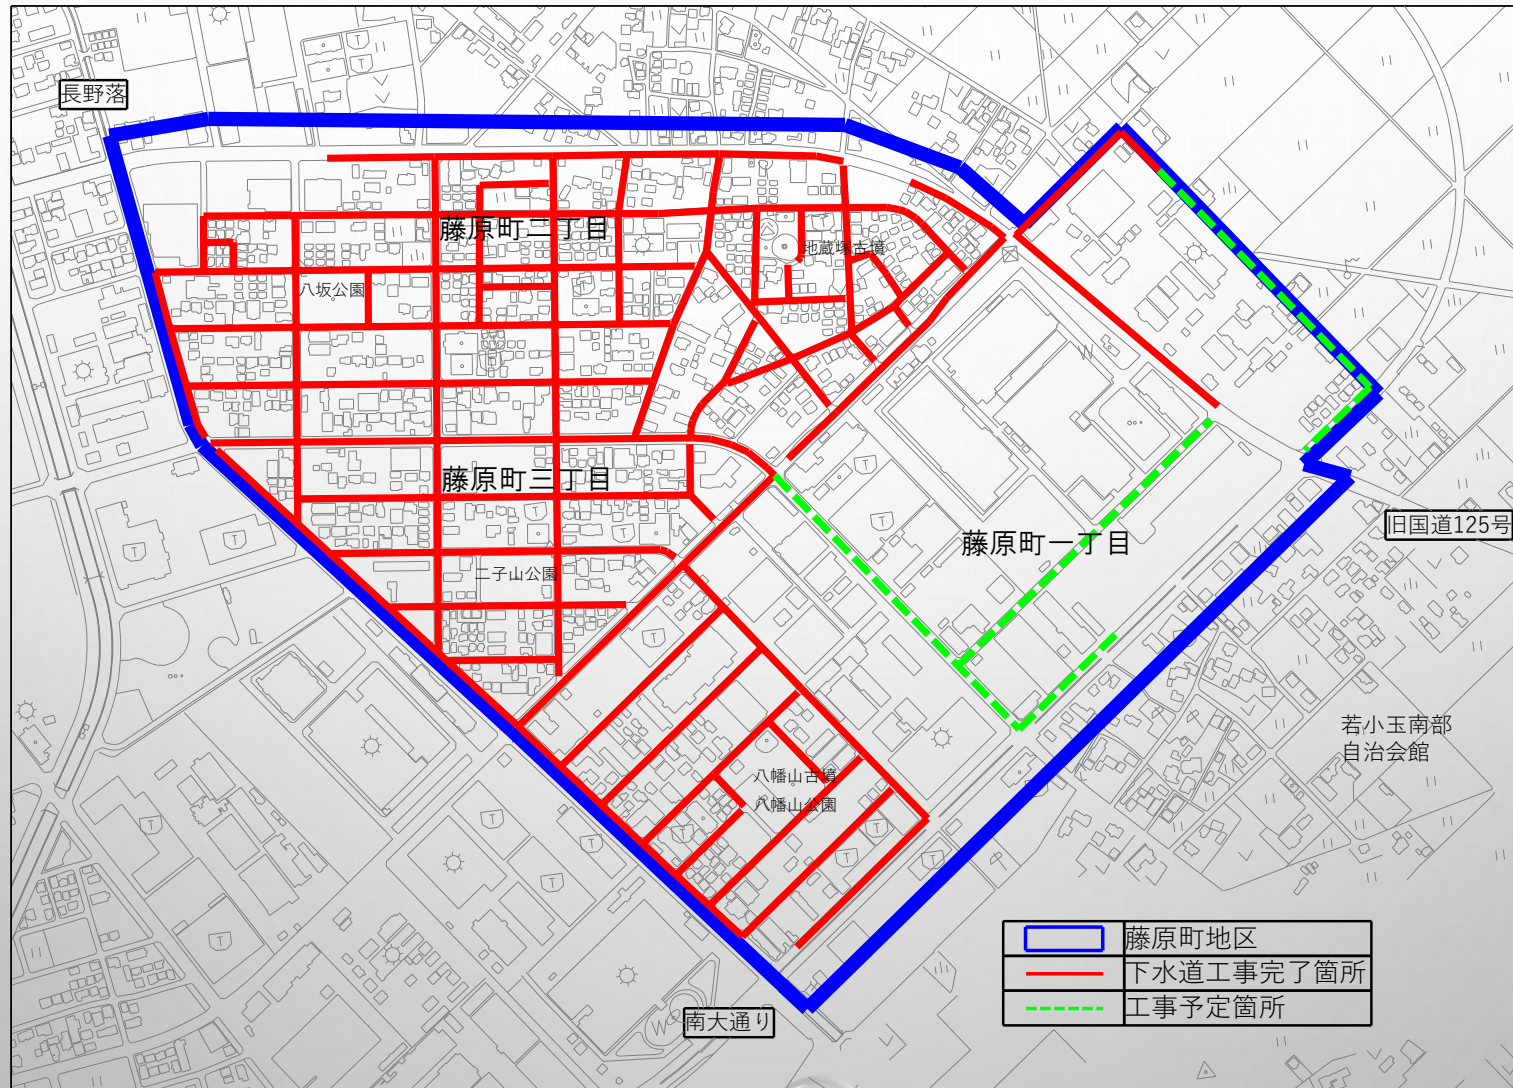 長野落
藤原町二丁目
地蔵塚古墳
八坂公園
藤原町三丁目
旧国道125号
藤原町一丁目
二子山公園
若小玉南部
自治会館
八幡山古墳
八幡山公園
藤原町地区
下水道工事完了箇所
工事予定箇所
南大通り